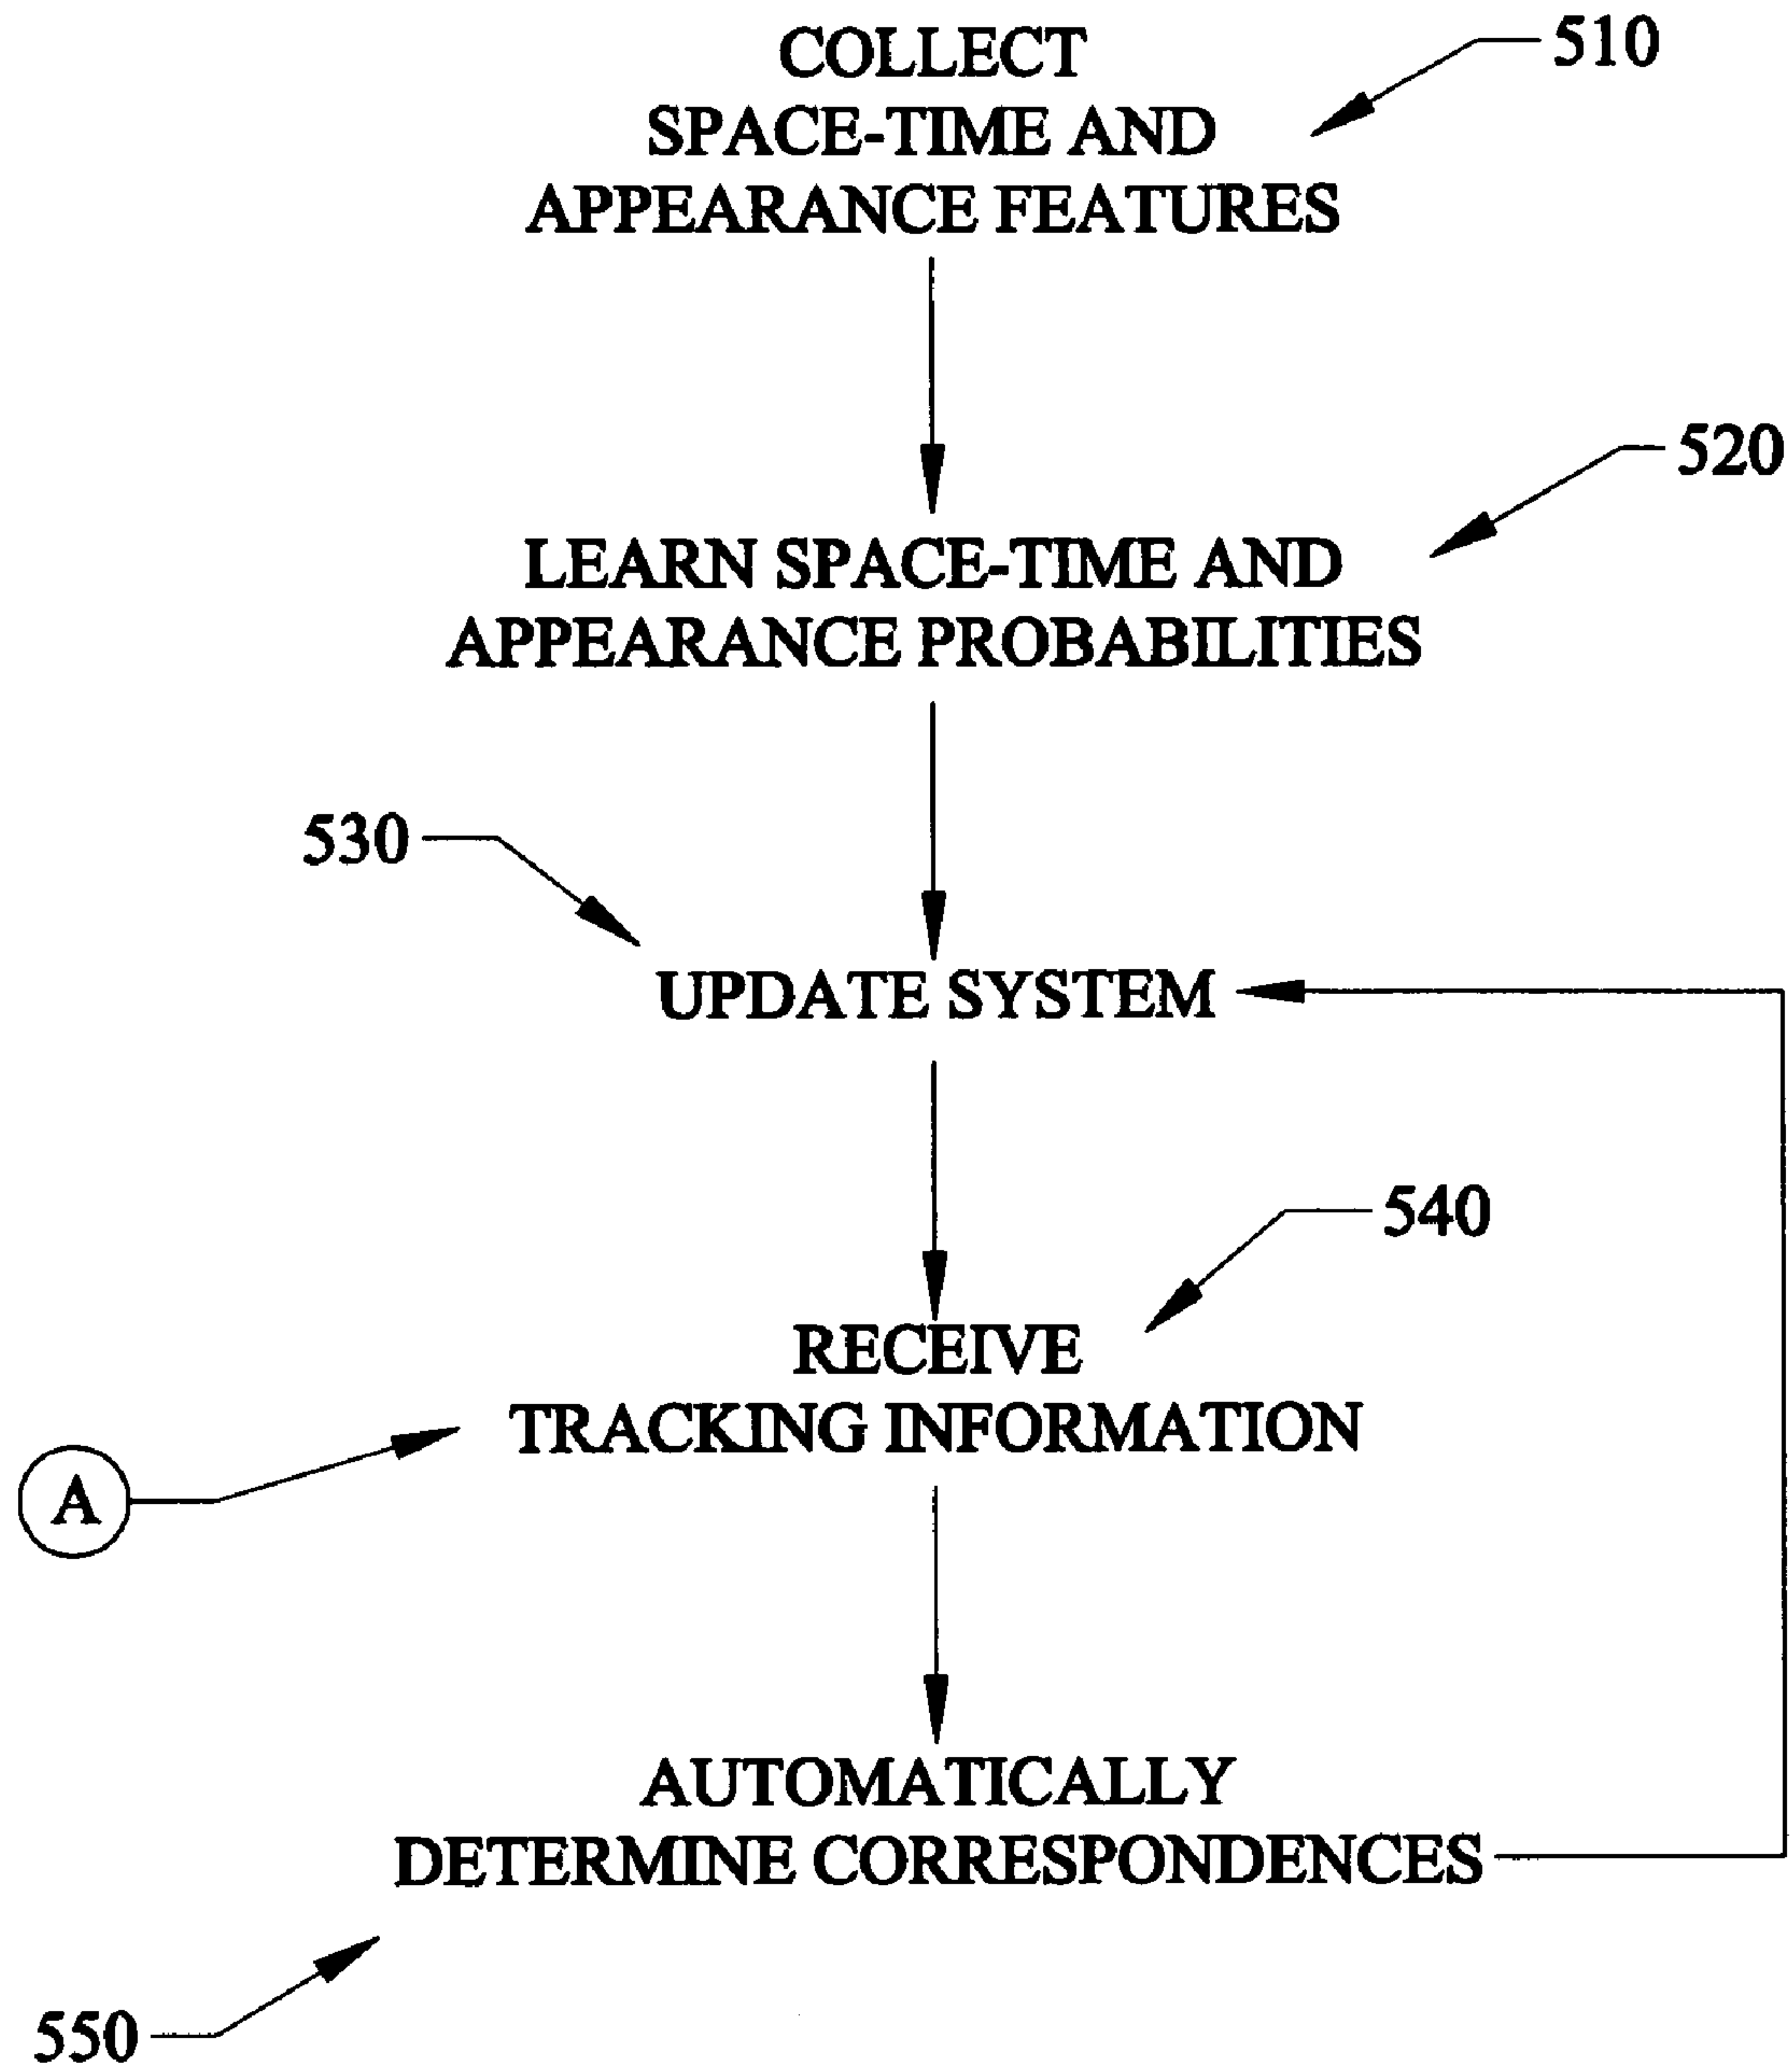 COLLECT
SPACE-TIME AND
APPEARANCE FEATURES
510
LEARN SPACE-TIME AND
APPEARANCE PROBABILITIES
520
530
UPDATE SYSTEM
540
RECEIVE
TRACKING INFORMATION
A
AUTOMATICALLY
DETERMINE CORRESPONDENCES
550